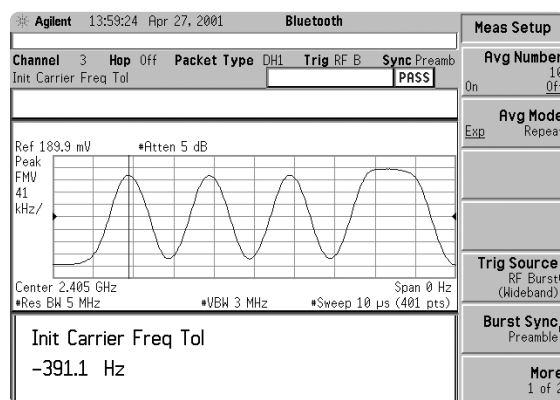 Agilent 13:59:24 Apr 27, 2001 Bluetooth
Channel 3 Hop Off Packet Type DH1 Trig RF B Sync Preamb
Init Carrier Freq Tol PASS
Ref 189.9 mV #Atten 5 dB
Peak
FMV
41
kHz/
Center 2.405 GHz Span 0 Hz
#Res BW 5 MHz #VBW 3 MHz #Sweep 10 µs (401 pts)
Init Carrier Freq Tol
-391.1 Hz
Meas Setup
Avg Number
10
On Of
Avg Mode
Exp Repeat
Trig Source
RF Burst
(Wideband)
Burst Sync
Preamble
More
1 of 2